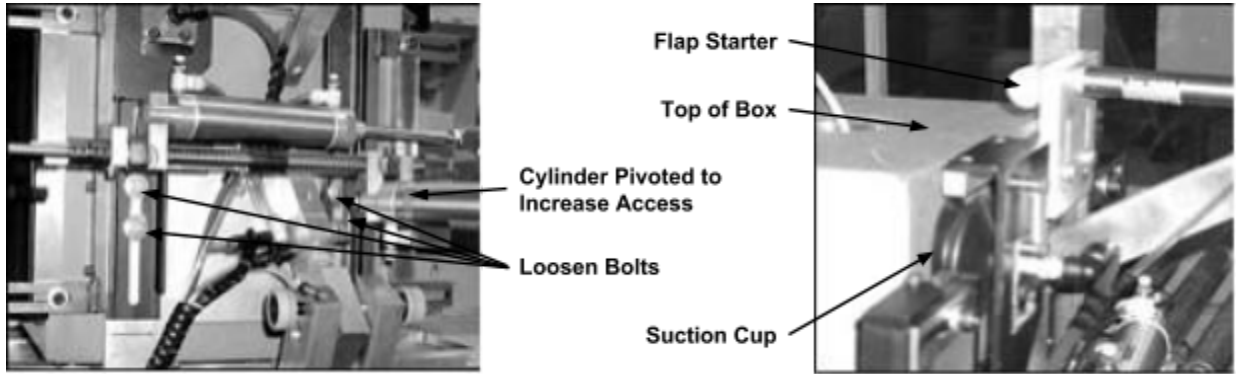 Flap Starter
Top of Box
Cylinder Pivoted to
Increase Access
Loosen Bolts
Suction Cup